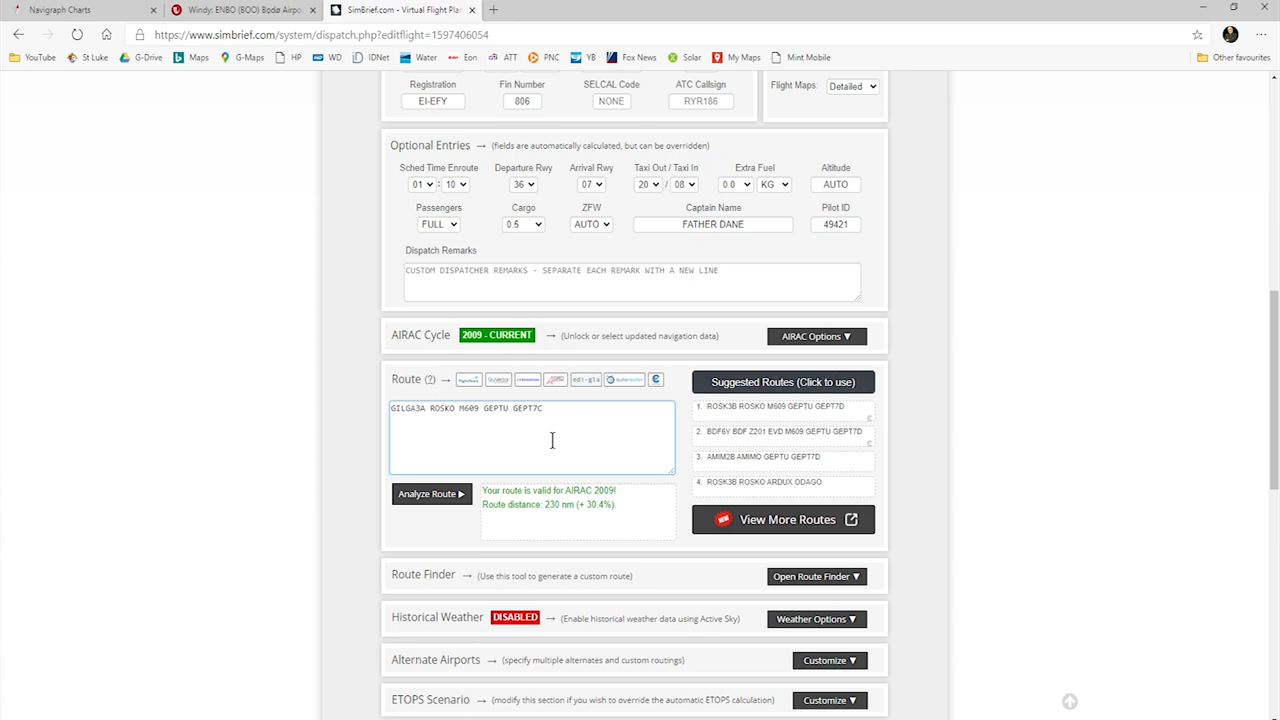 Navigraph Charts
Windy: ENBO (BOO) Bodø Airpo
SimBrief.com - Virtual Flight Pla
https://www.simbrief.com/system/dispatch.php?editflight=1597406054
YouTube St Luke G-Drive Maps G-Maps HP WD IDNet Water Eon ATT PNC YB Fox News Solar My Maps Mint Mobile Other favourites
Registration Fin Number SELCAL Code ATC Callsign
EI-EFY 806 NONE RYR186
Flight Maps: Detailed
Optional Entries → (fields are automatically calculated, but can be overridden)
Sched Time Enroute Departure Rwy Arrival Rwy Taxi Out / Taxi In Extra Fuel Altitude
01 : 10 36 07 20 / 08 0.0 KG AUTO
Passengers Cargo ZFW Captain Name Pilot ID
FULL 0.5 AUTO FATHER DANE 49421
Dispatch Remarks
CUSTOM DISPATCHER REMARKS - SEPARATE EACH REMARK WITH A NEW LINE
AIRAC Cycle 2009 - CURRENT → (Unlock or select updated navigation data) AIRAC Options ▼
Route (?) →
GILGA3A ROSKO M609 GEPTU GEPT7C
Analyze Route ▶
Your route is valid for AIRAC 2009!
Route distance: 230 nm (+ 30.4%).
Suggested Routes (Click to use)
1. ROSK3B ROSKO M609 GEPTU GEPT7D
2. BDF6Y BDF Z201 EVD M609 GEPTU GEPT7D
3. AMIM2B AMIMO GEPTU GEPT7D
4. ROSK3B ROSKO ARDUX ODAGO
NEW View More Routes
Route Finder → (Use this tool to generate a custom route) Open Route Finder ▼
Historical Weather DISABLED → (Enable historical weather data using Active Sky) Weather Options ▼
Alternate Airports → (specify multiple alternates and custom routings) Customize ▼
ETOPS Scenario → (modify this section if you wish to override the automatic ETOPS calculation) Customize ▼